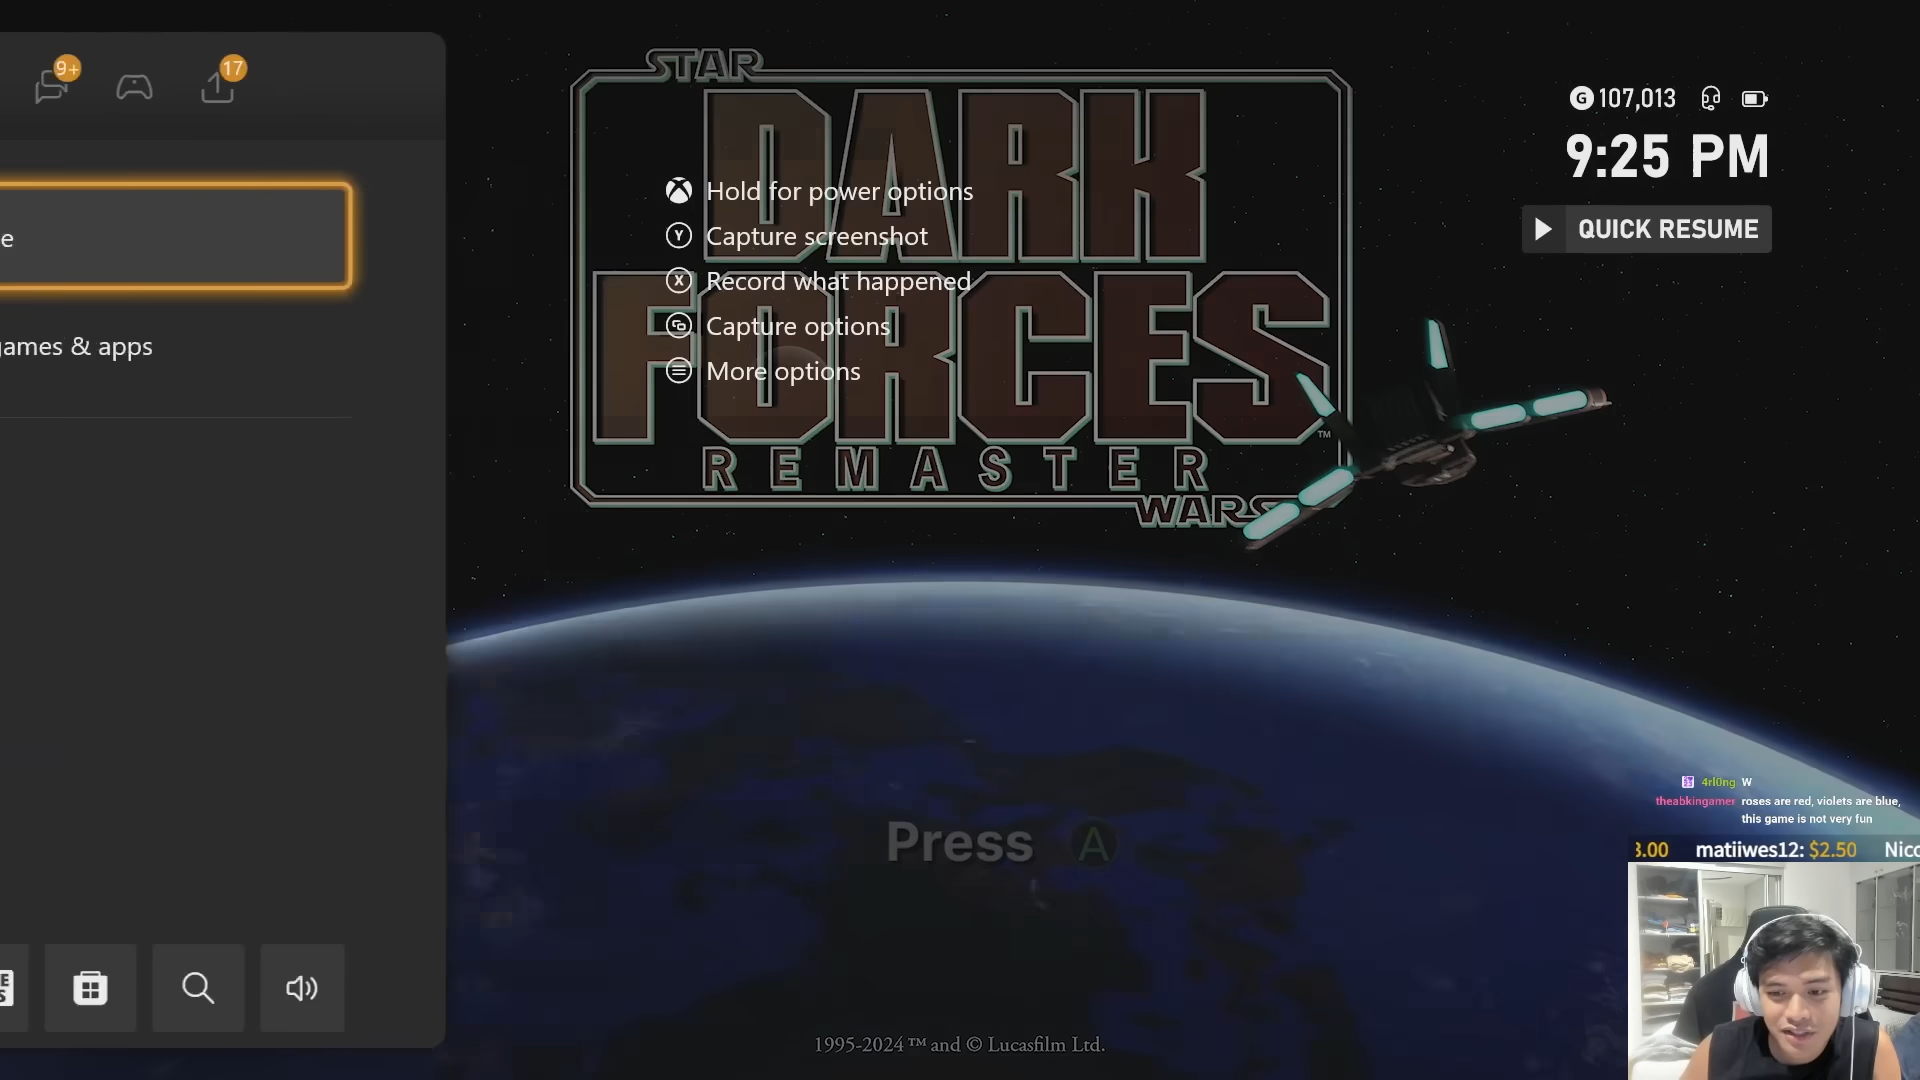 9+
17
e
games & apps
STAR
DARK
FORCES
™
REMASTER
WARS
Hold for power options
Y Capture screenshot
X Record what happened
Capture options
More options
G 107,013
9:25 PM
QUICK RESUME
Press A
1995-2024 ™ and © Lucasfilm Ltd.
4rl0ng W
theabkingamer roses are red, violets are blue,
this game is not very fun
3.00 matiiwes12: $2.50 Nicc